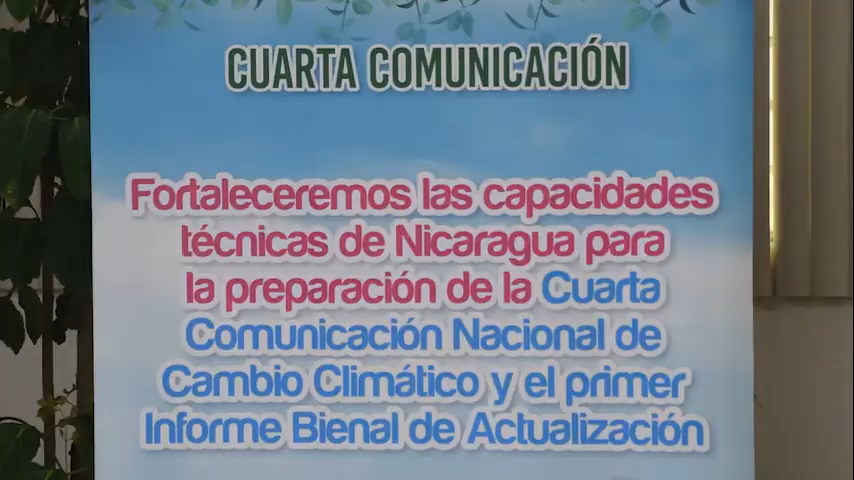 CUARTA COMUNICACIÓN
Fortaleceremos las capacidades
técnicas de Nicaragua para
la preparación de la Cuarta
Comunicación Nacional de
Cambio Climático y el primer
Informe Bienal de Actualización